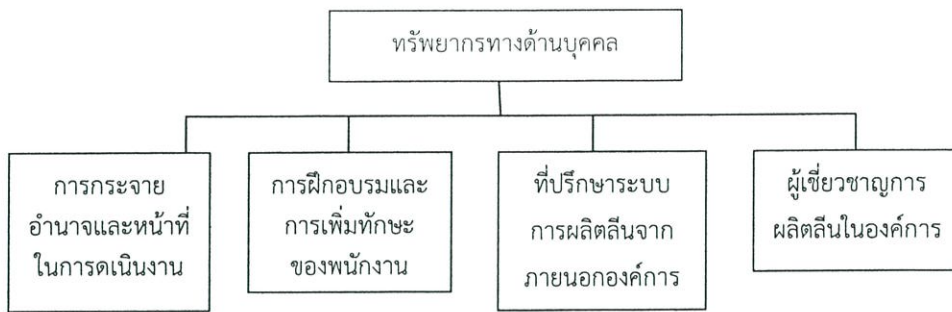 ทรัพยากรทางด้านบุคคล
การกระจาย
อำนาจและหน้าที่
ในการดเนินงาน
การฝึกอบรมและ
การเพิ่มทักษะ
ของพนักงาน
ที่ปรึกษาระบบ
การผลิตลีนจาก
ภายนอกองค์การ
ผู้เชี่ยวชาญการ
ผลิตลีนในองค์การ